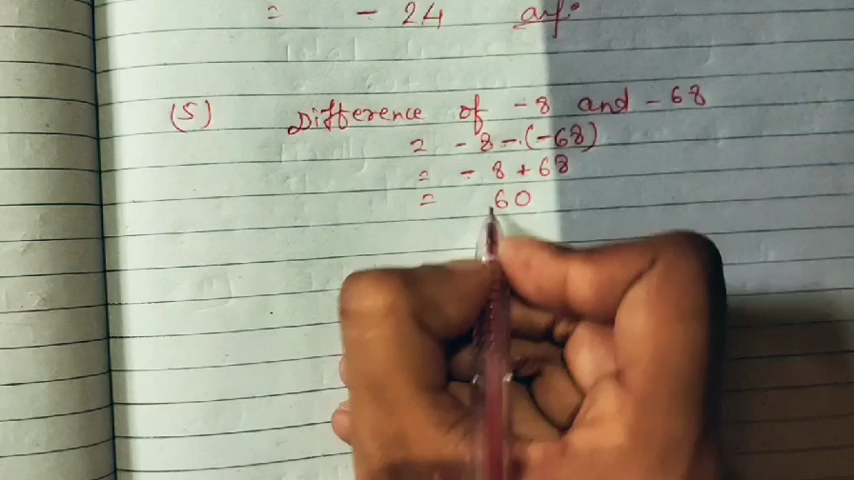 = - 24 ans.
(5) Difference of - 8 and - 68
= - 8 - (-68)
= - 8 + 68
= 60